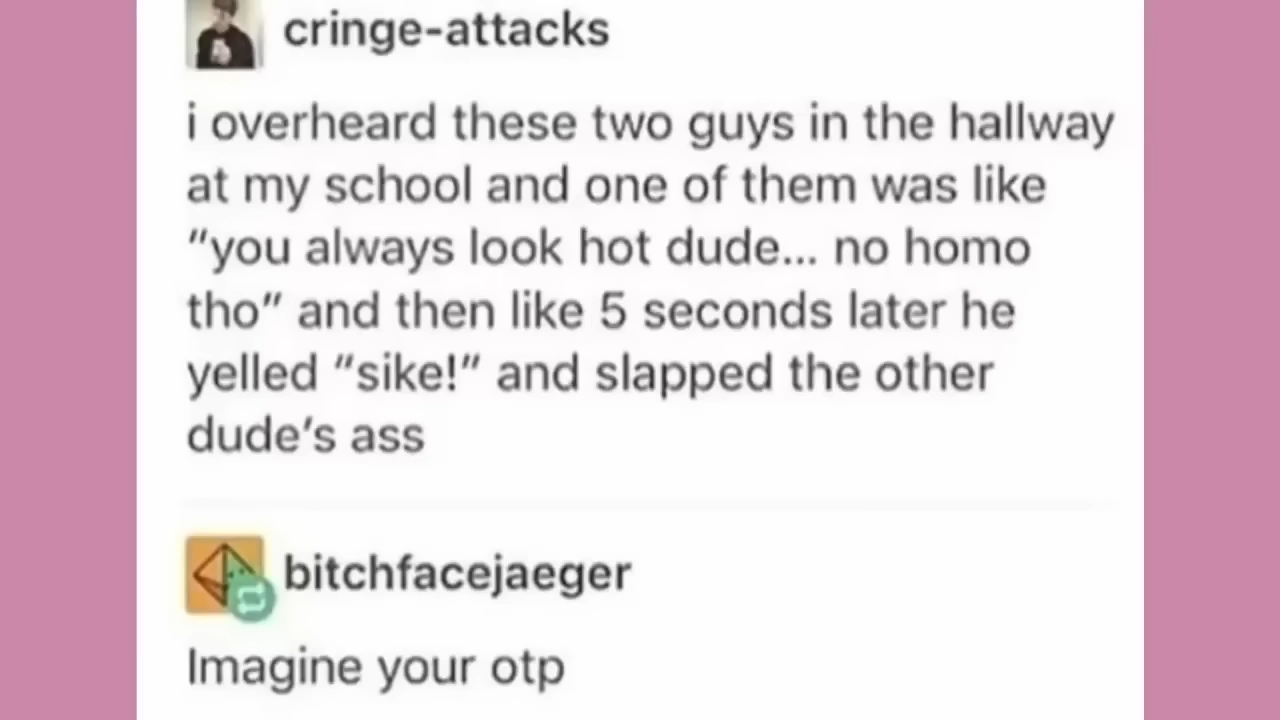 cringe-attacks
i overheard these two guys in the hallway
at my school and one of them was like
"you always look hot dude... no homo
tho" and then like 5 seconds later he
yelled "sike!" and slapped the other
dude's ass
bitchfacejaeger
Imagine your otp